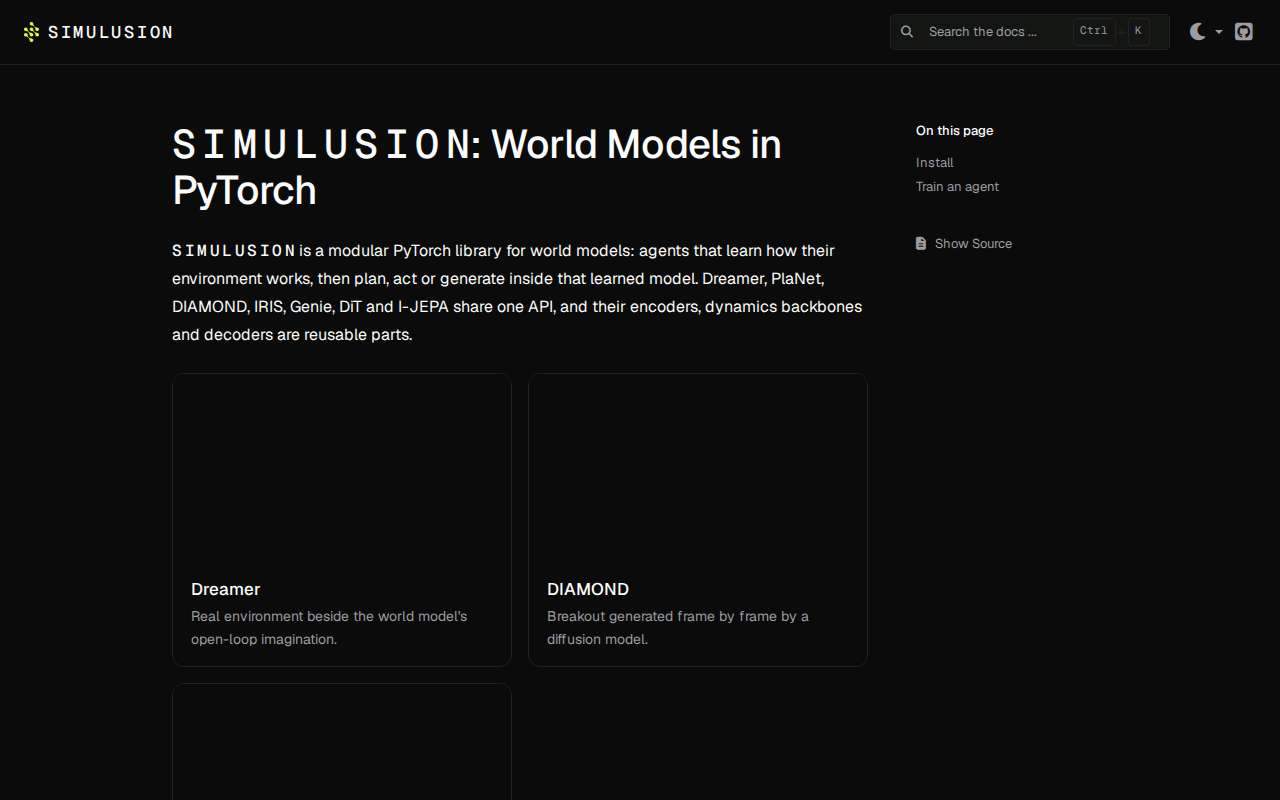 SIMULUSION
Search the docs ...
Ctrl + K
SIMULUSION: World Models in
PyTorch
SIMULUSION is a modular PyTorch library for world models: agents that learn how their
environment works, then plan, act or generate inside that learned model. Dreamer, PlaNet,
DIAMOND, IRIS, Genie, DiT and I-JEPA share one API, and their encoders, dynamics backbones
and decoders are reusable parts.
Dreamer
Real environment beside the world model's
open-loop imagination.
DIAMOND
Breakout generated frame by frame by a
diffusion model.
On this page
Install
Train an agent
Show Source